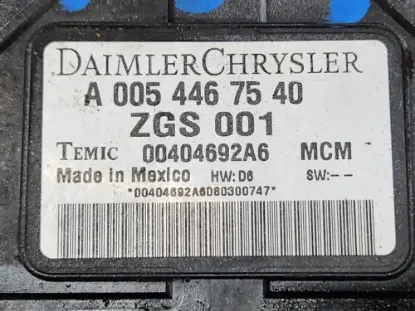 DAIMLERCHRYSLER
A 005 446 75 40
ZGS 001
TEMIC 00404692A6 MCM
Made in Mexico HW: D6 SW: --
*00404692A6080300747*